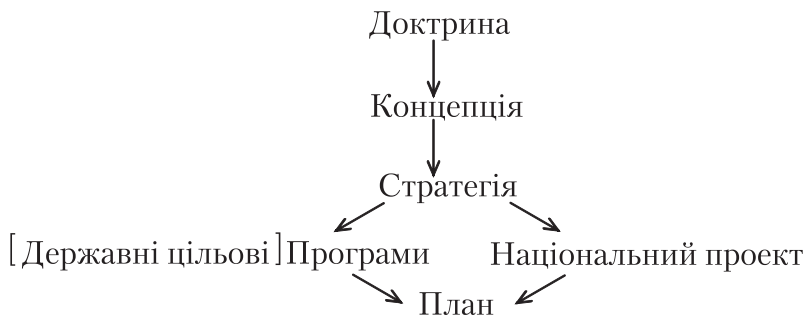 Доктрина
Концепція
Стратегія
[Державні цільові] Програми
Національний проект
План